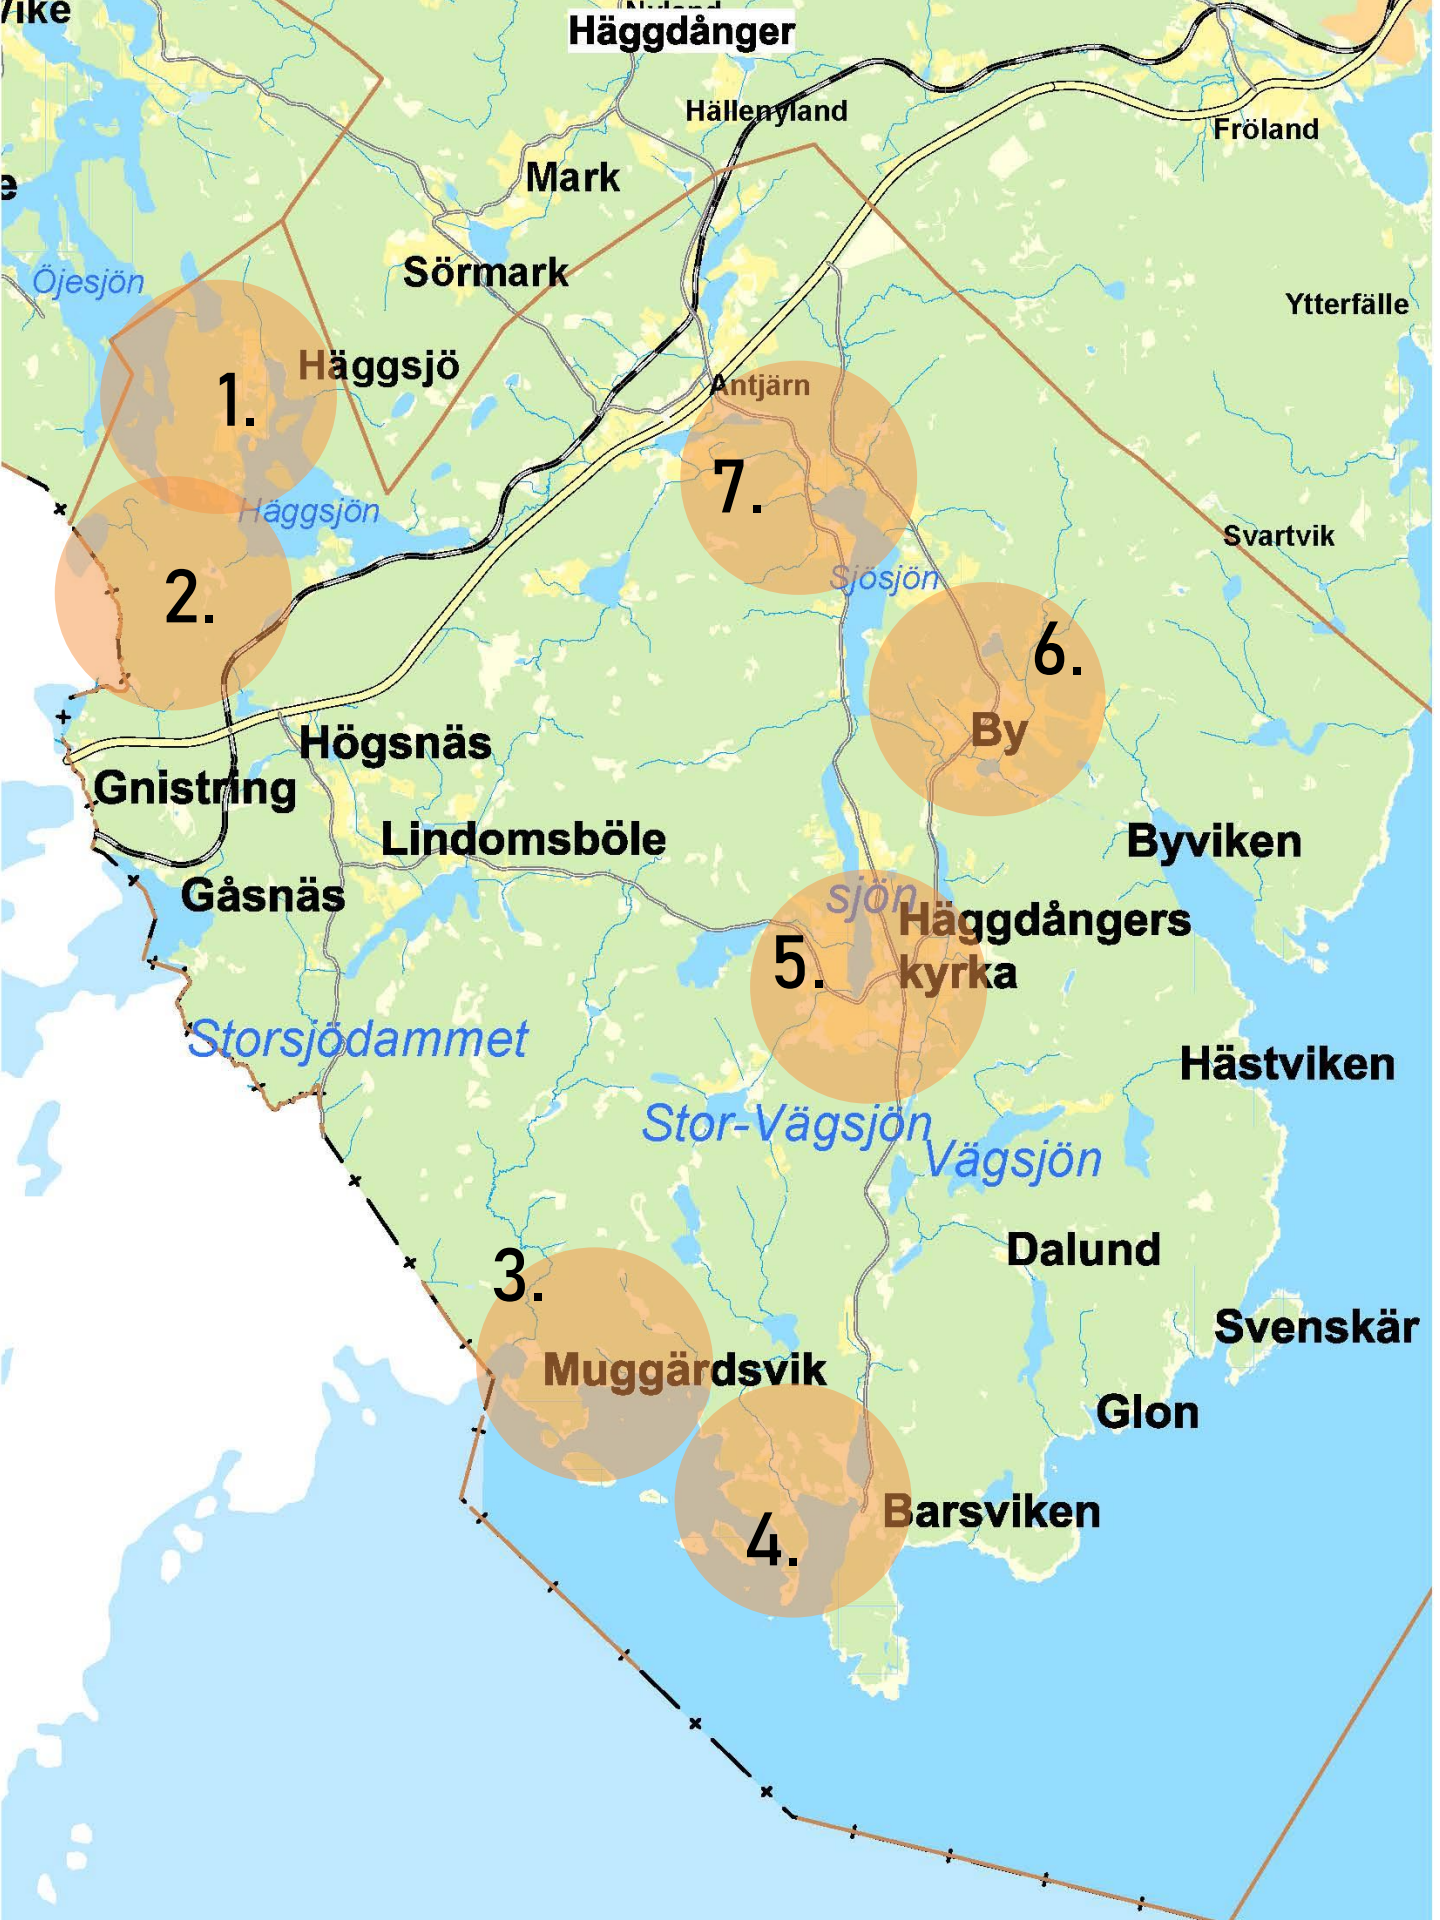 Häggdånger
Hällenyland
Fröland
Mark
Öjesjön
Sörmark
Ytterfälle
Häggsjö
1.
Antjärn
7.
Häggsjön
Svartvik
2.
Sjösjön
6.
By
Högsnäs
Gnistring
Lindomsböle
Byviken
Gåsnäs
sjön
Häggdångers
kyrka
5.
Storsjödammet
Hästviken
Stor-Vägsjön
Vägsjön
Dalund
3.
Svenskär
Muggärdsvik
Glon
Barsviken
4.